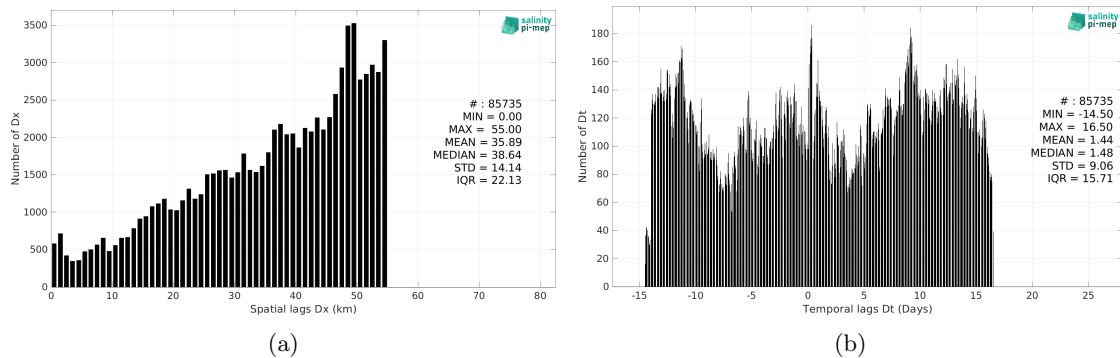 3500
3000
2500
2000
1500
1000
500
0
0 10 20 30 40 50 60 70 80
Number of Dx
Spatial lags Dx (km)
salinity
pi-mep
# : 85735
MIN = 0.00
MAX = 55.00
MEAN = 35.89
MEDIAN = 38.64
STD = 14.14
IQR = 22.13
(a)
180
160
140
120
100
80
60
40
20
0
-15 -10 -5 0 5 10 15 20 25
Number of Dt
Temporal lags Dt (Days)
salinity
pi-mep
# : 85735
MIN = -14.50
MAX = 16.50
MEAN = 1.44
MEDIAN = 1.48
STD = 9.06
IQR = 15.71
(b)